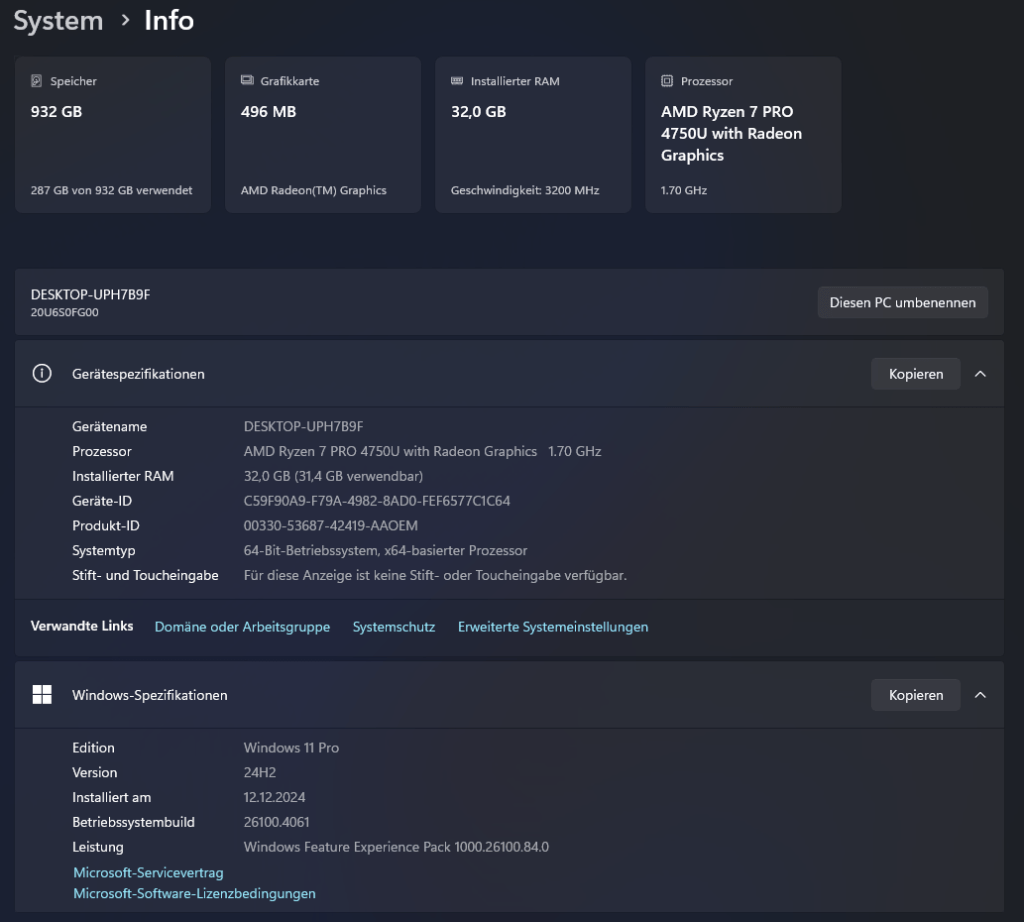 System > Info
Speicher
932 GB
287 GB von 932 GB verwendet
Grafikkarte
496 MB
AMD Radeon(TM) Graphics
Installierter RAM
32,0 GB
Geschwindigkeit: 3200 MHz
Prozessor
AMD Ryzen 7 PRO
4750U with Radeon
Graphics
1.70 GHz
DESKTOP-UPH7B9F
20U6S0FG00
Diesen PC umbenennen
Gerätespezifikationen
Kopieren
Gerätename DESKTOP-UPH7B9F
Prozessor AMD Ryzen 7 PRO 4750U with Radeon Graphics 1.70 GHz
Installierter RAM 32,0 GB (31,4 GB verwendbar)
Geräte-ID C59F90A9-F79A-4982-8AD0-FEF6577C1C64
Produkt-ID 00330-53687-42419-AAOEM
Systemtyp 64-Bit-Betriebssystem, x64-basierter Prozessor
Stift- und Toucheingabe Für diese Anzeige ist keine Stift- oder Toucheingabe verfügbar.
Verwandte Links Domäne oder Arbeitsgruppe Systemschutz Erweiterte Systemeinstellungen
Windows-Spezifikationen
Kopieren
Edition Windows 11 Pro
Version 24H2
Installiert am 12.12.2024
Betriebssystembuild 26100.4061
Leistung Windows Feature Experience Pack 1000.26100.84.0
Microsoft-Servicevertrag
Microsoft-Software-Lizenzbedingungen